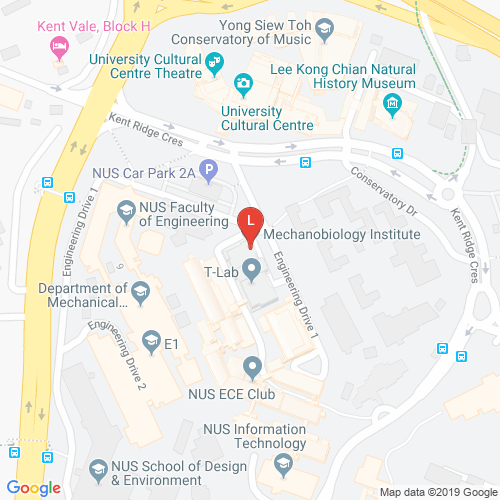 Kent Vale, Block H
Yong Siew Toh
Conservatory of Music
University Cultural
Centre Theatre
Lee Kong Chian Natural
History Museum
University
Cultural Centre
Kent Ridge Cres
NUS Car Park 2A
P
Conservatory Dr
Engineering Drive 1
NUS Faculty
of Engineering
L
Mechanobiology Institute
Kent Ridge Cres
T-Lab
9
Department of
Mechanical...
Engineering Drive 1
E1
Engineering Drive 2
NUS ECE Club
NUS Information
Technology
NUS School of Design
& Environment
Google
Map data ©2019 Google